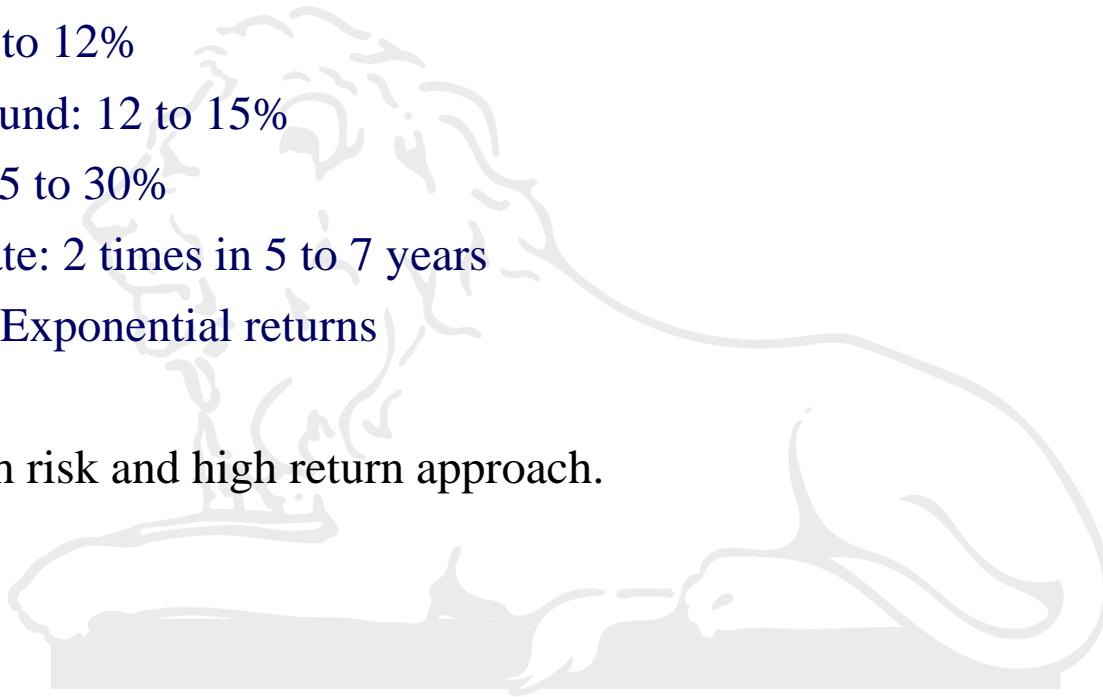 to 12%
und: 12 to 15%
5 to 30%
te: 2 times in 5 to 7 years
Exponential returns
risk and high return approach.